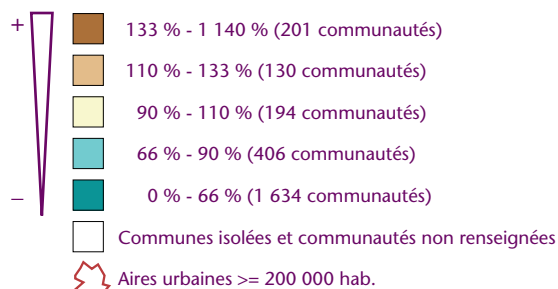 +
133 % - 1 140 % (201 communautés)
110 % - 133 % (130 communautés)
90 % - 110 % (194 communautés)
66 % - 90 % (406 communautés)
0 % - 66 % (1 634 communautés)
–
Communes isolées et communautés non renseignées
Aires urbaines >= 200 000 hab.